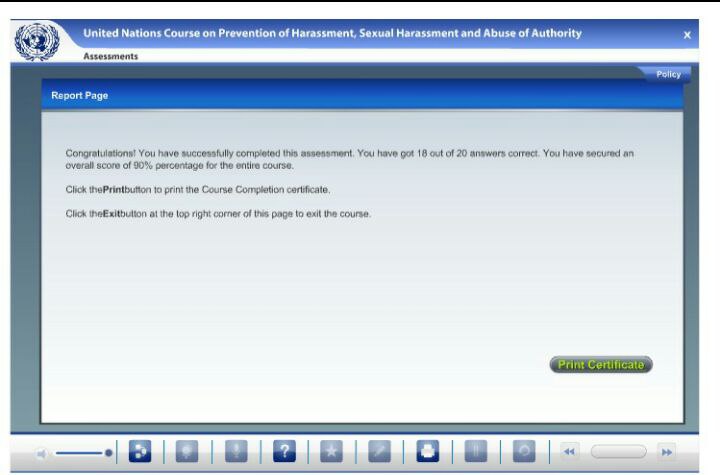 United Nations Course on Prevention of Harassment, Sexual Harassment and Abuse of Authority
x
Assessments
Policy
Report Page
Congratulations! You have successfully completed this assessment. You have got 18 out of 20 answers correct. You have secured an
overall score of 90% percentage for the entire course.
Click thePrintbutton to print the Course Completion certificate.
Click theExitbutton at the top right corner of this page to exit the course.
Print Certificate
?